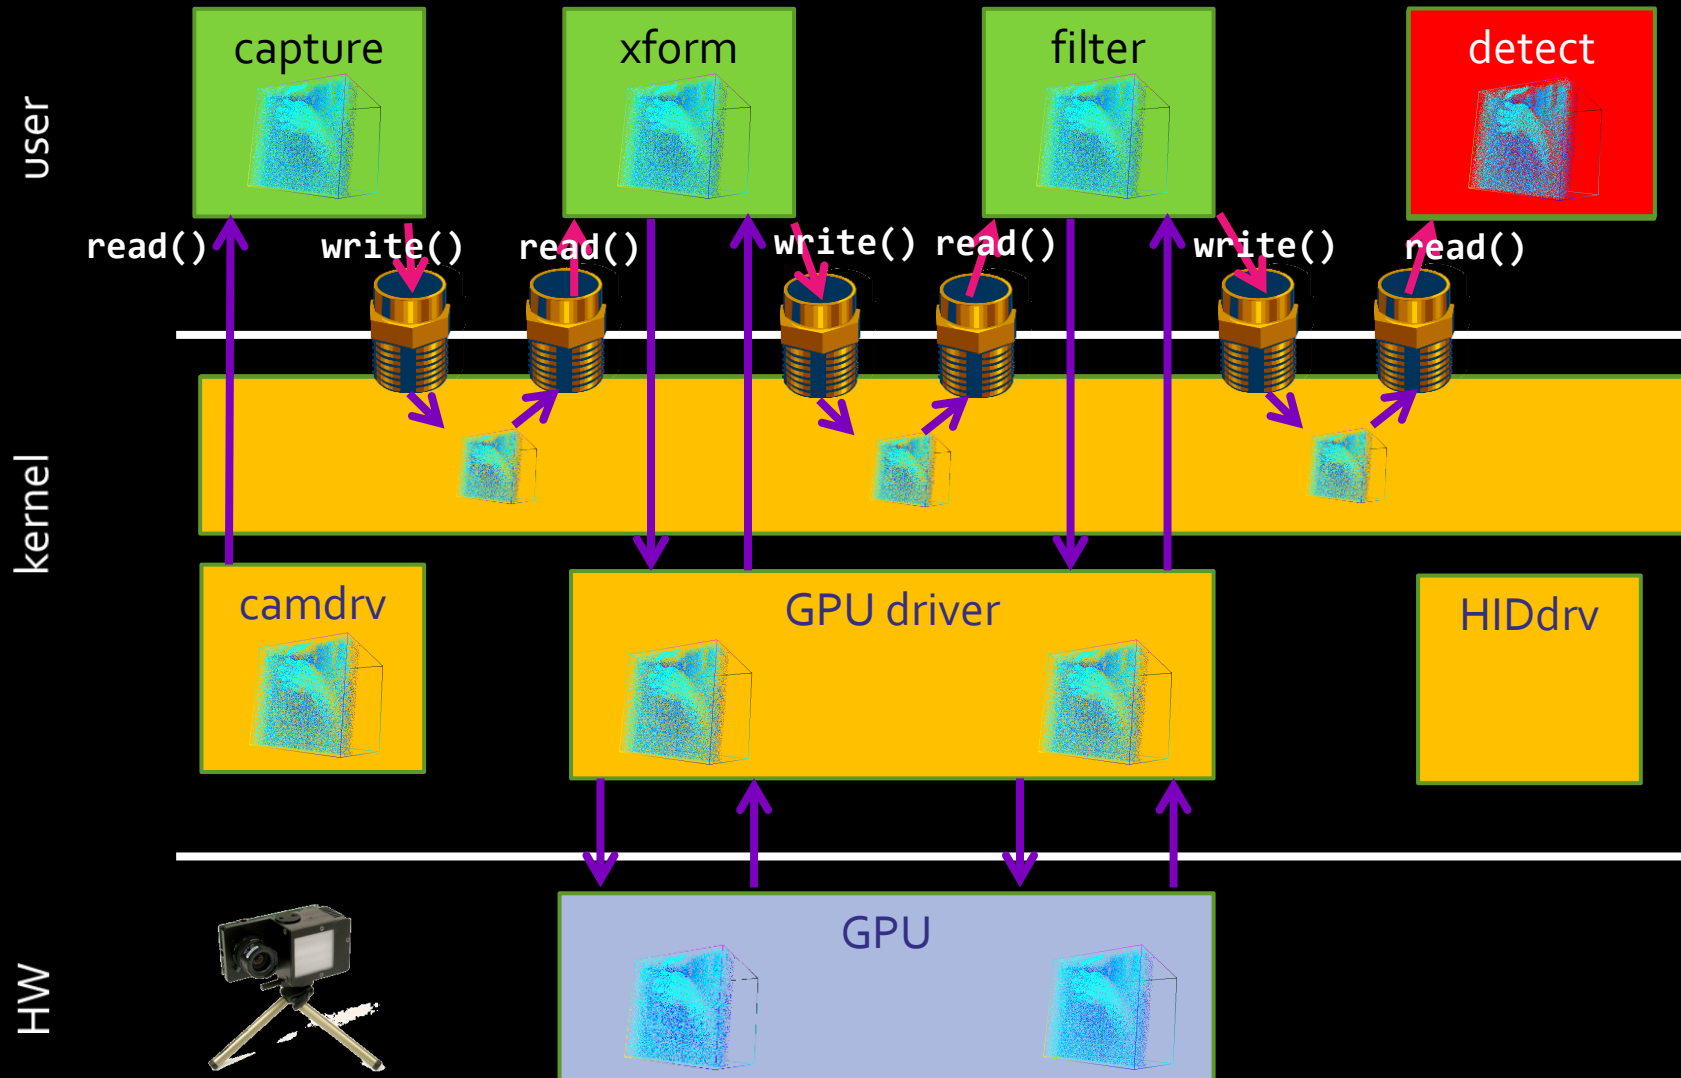 user
capture
xform
filter
detect
read()
write()
read()
write()
read()
write()
read()
kernel
camdrv
GPU driver
HIDdrv
HW
GPU